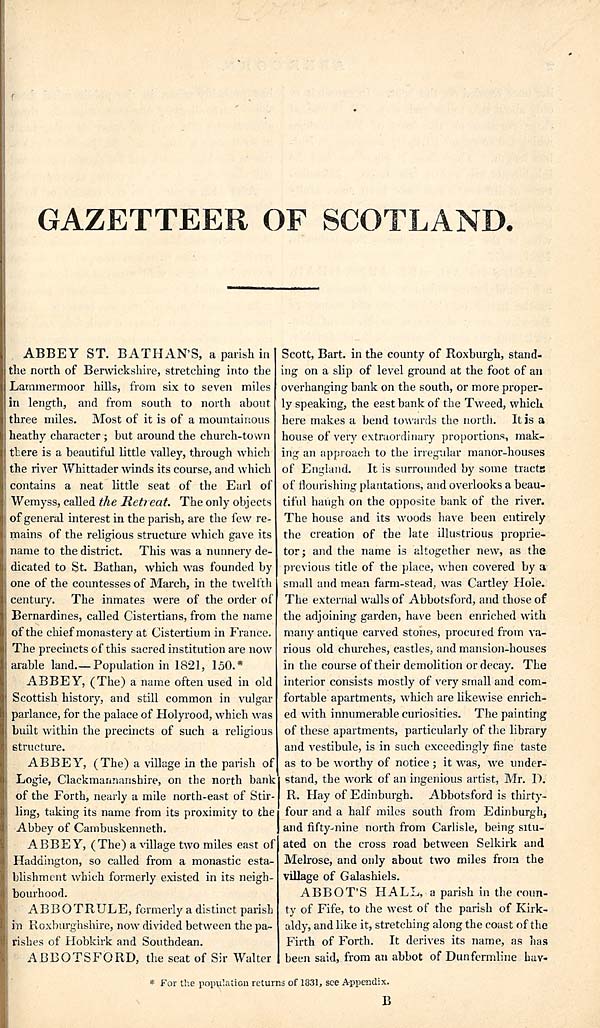 GAZETTEER OF SCOTLAND.
ABBEY ST. BATHAN'S, a parish in
the north of Berwickshire, stretching into the
Lammermoor hills, from six to seven miles
in length, and from south to north about
three miles. Most of it is of a mountainous
heathy character ; but around the church-town
there is a beautiful little valley, through which
the river Whittader winds its course, and which
contains a neat little seat of the Earl of
Wemyss, called the Retreat. The only objects
of general interest in the parish, are the few re-
mains of the religious structure which gave its
name to the district. This was a nunnery de-
dicated to St. Bathan, which was founded by
one of the countesses of March, in the twelfth
century. The inmates were of the order of
Bernardines, called Cistertians, from the name
of the chief monastery at Cistertium in France.
The precincts of this sacred institution are now
arable land.—Population in 1821, 150.*
ABBEY, (The) a name often used in old
Scottish history, and still common in vulgar
parlance, for the palace of Holyrood, which was
built within the precincts of such a religious
structure.
ABBEY, (The) a village in the parish of
Logie, Clackmannanshire, on the north bank
of the Forth, nearly a mile north-east of Stir-
ling, taking its name from its proximity to the
Abbey of Cambuskenneth.
ABBEY, (The) a village two miles east of
Haddington, so called from a monastic esta-
blishment which formerly existed in its neigh-
bourhood.
ABBOTRULE, formerly a distinct parish
in Roxburghshire, now divided between the pa-
rishes of Hobkirk and Southdean.
ABBOTSFORD, the seat of Sir Walter
Scott, Bart. in the county of Roxburgh, stand-
ing on a slip of level ground at the foot of an
overhanging bank on the south, or more proper-
ly speaking, the east bank of the Tweed, which
here makes a bend towards the north. It is a
house of very extraordinary proportions, mak-
ing an approach to the irregular manor-houses
of England. It is surrounded by some tracts
of flourishing plantations, and overlooks a beau-
tiful haugh on the opposite bank of the river.
The house and its woods have been entirely
the creation of the late illustrious proprie-
tor; and the name is altogether new, as the
previous title of the place, when covered by a
small and mean farm-stead, was Cartley Hole.
The external walls of Abbotsford, and those of
the adjoining garden, have been enriched with
many antique carved stones, procured from va-
rious old churches, castles, and mansion-houses
in the course of their demolition or decay. The
interior consists mostly of very small and com-
fortable apartments, which are likewise enrich-
ed with innumerable curiosities. The painting
of these apartments, particularly of the library
and vestibule, is in such exceedingly fine taste
as to be worthy of notice ; it was, we under-
stand, the work of an ingenious artist, Mr. D.
R. Hay of Edinburgh. Abbotsford is thirty-
four and a half miles south from Edinburgh,
and fifty-nine north from Carlisle, being situ-
ated on the cross road between Selkirk and
Melrose, and only about two miles from the
village of Galashiels.
ABBOT'S HALL, a parish in the coun-
ty of Fife, to the west of the parish of Kirk-
aldy, and like it, stretching along the coast of the
Firth of Forth. It derives its name, as has
been said, from an abbot of Dunfermline hav-
* For the population returns of 1831, see Appendix.
B